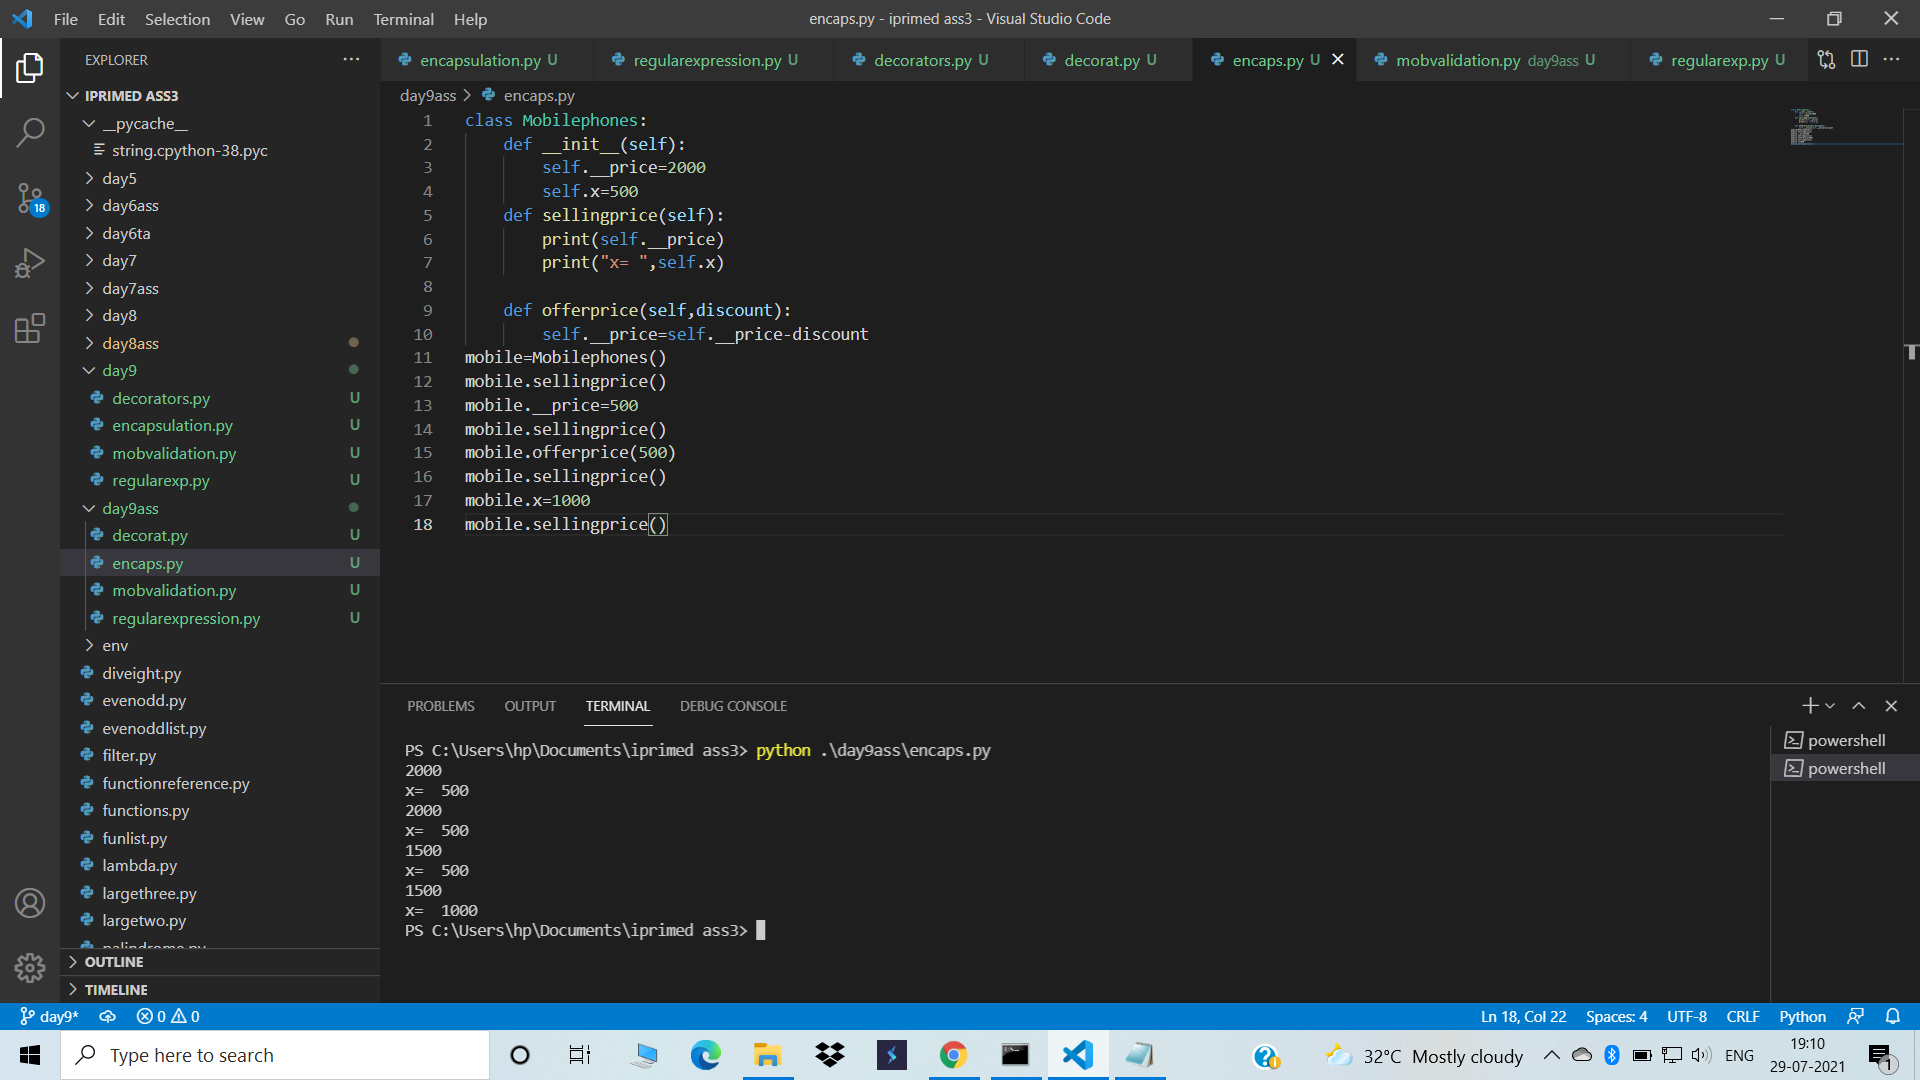 File Edit Selection View Go Run Terminal Help
encaps.py - iprimed ass3 - Visual Studio Code
EXPLORER
encapsulation.py U
regularexpression.py U
decorators.py U
decorat.py U
encaps.py U
mobvalidation.py day9ass U
regularexp.py U
IPRIMED ASS3
__pycache__
string.cpython-38.pyc
day5
day6ass
day6ta
day7
day7ass
day8
day8ass
day9
decorators.py U
encapsulation.py U
mobvalidation.py U
regularexp.py U
day9ass
decorat.py U
encaps.py U
mobvalidation.py U
regularexpression.py U
env
diveight.py
evenodd.py
evenoddlist.py
filter.py
functionreference.py
functions.py
funlist.py
lambda.py
largethree.py
largetwo.py
palindrome.py
OUTLINE
TIMELINE
18
day9ass > encaps.py
1 class Mobilephones:
2 def __init__(self):
3 self.__price=2000
4 self.x=500
5 def sellingprice(self):
6 print(self.__price)
7 print("x= ",self.x)
8
9 def offerprice(self,discount):
10 self.__price=self.__price-discount
11 mobile=Mobilephones()
12 mobile.sellingprice()
13 mobile.__price=500
14 mobile.sellingprice()
15 mobile.offerprice(500)
16 mobile.sellingprice()
17 mobile.x=1000
18 mobile.sellingprice()
PROBLEMS OUTPUT TERMINAL DEBUG CONSOLE
PS C:\Users\hp\Documents\iprimed ass3> python .\day9ass\encaps.py
2000
x=  500
2000
x=  500
1500
x=  500
1500
x=  1000
PS C:\Users\hp\Documents\iprimed ass3>
powershell
powershell
day9* 0 0
Ln 18, Col 22 Spaces: 4 UTF-8 CRLF Python
Type here to search
32°C Mostly cloudy
ENG
19:10
29-07-2021
1